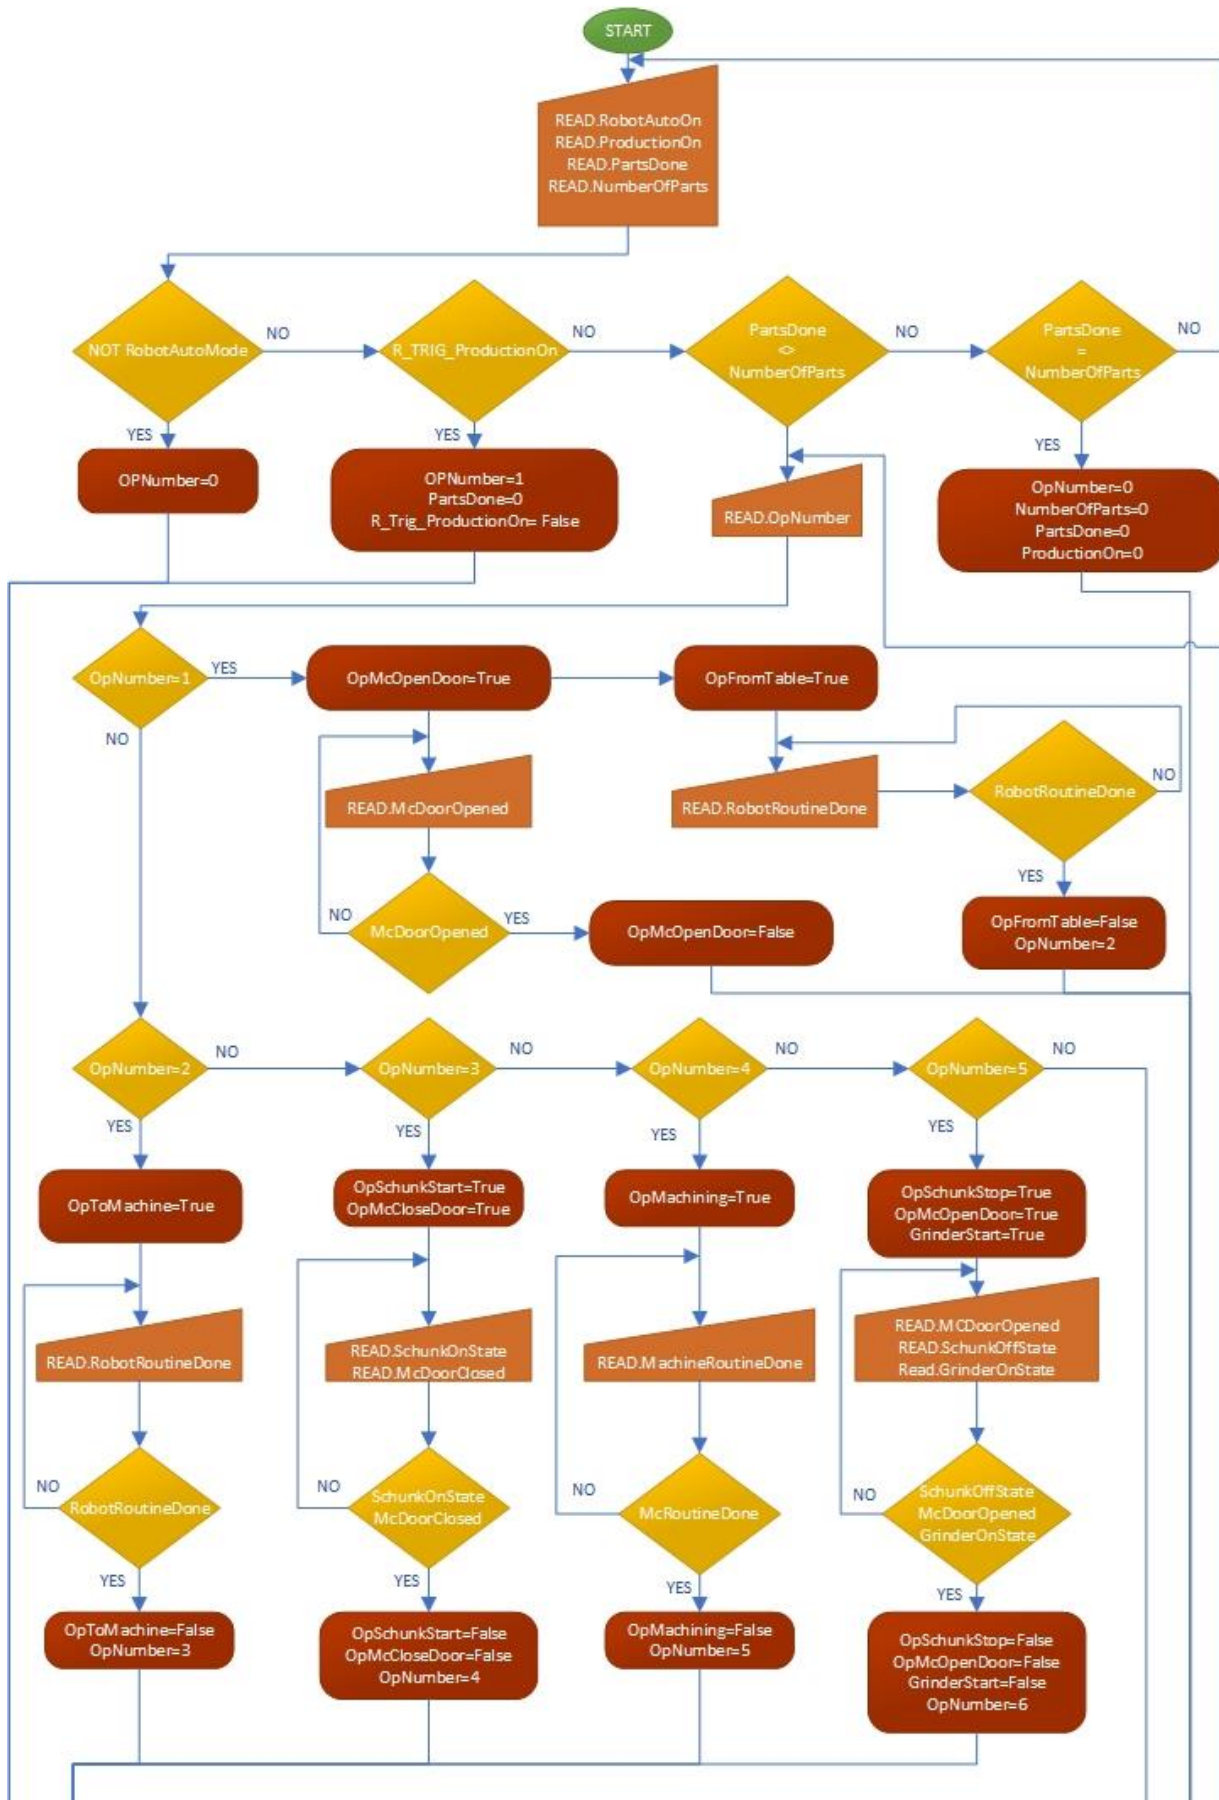 START
READ.RobotAutoOn
READ.ProductionOn
READ.PartsDone
READ.NumberOfParts
NOT RobotAutoMode
NO
R_TRIG_ProductionOn
NO
PartsDone
<>
NumberOfParts
NO
PartsDone
=
NumberOfParts
NO
YES
YES
YES
OPNumber=0
OPNumber=1
PartsDone=0
R_Trig_ProductionOn= False
READ.OpNumber
OpNumber=0
NumberOfParts=0
PartsDone=0
ProductionOn=0
OpNumber=1
YES
OpMcOpenDoor=True
OpFromTable=True
NO
READ.McDoorOpened
READ.RobotRoutineDone
RobotRoutineDone
NO
YES
McDoorOpened
NO
YES
OpMcOpenDoor=False
OpFromTable=False
OpNumber=2
OpNumber=2
NO
OpNumber=3
NO
OpNumber=4
NO
OpNumber=5
NO
YES
YES
YES
YES
OpToMachine=True
OpSchunkStart=True
OpMcCloseDoor=True
OpMachining=True
OpSchunkStop=True
OpMcOpenDoor=True
GrinderStart=True
READ.RobotRoutineDone
READ.SchunkOnState
READ.McDoorClosed
READ.MachineRoutineDone
READ.MCDoorOpened
READ.SchunkOffState
Read.GrinderOnState
NO
RobotRoutineDone
NO
SchunkOnState
McDoorClosed
NO
McRoutineDone
NO
SchunkOffState
McDoorOpened
GrinderOnState
YES
YES
YES
YES
OpToMachine=False
OpNumber=3
OpSchunkStart=False
OpMcCloseDoor=False
OpNumber=4
OpMachining=False
OpNumber=5
OpSchunkStop=False
OpMcOpenDoor=False
GrinderStart=False
OpNumber=6